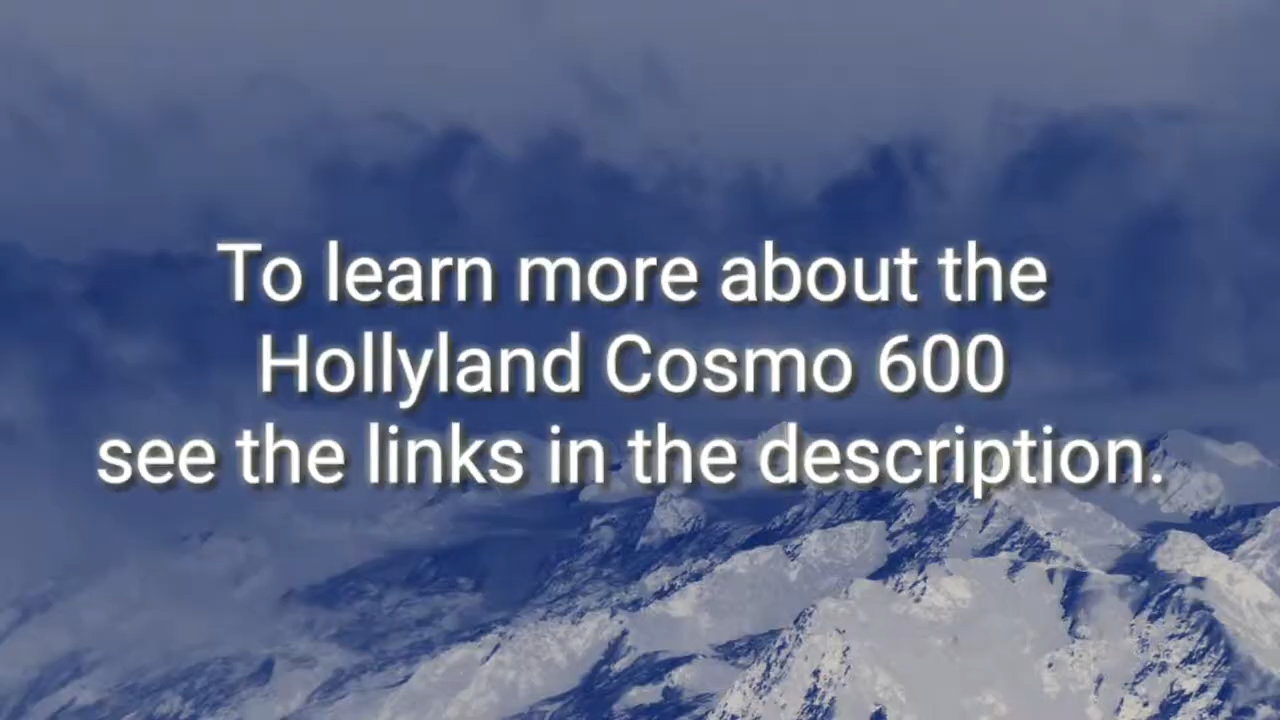 To learn more about the
Hollyland Cosmo 600
see the links in the description.